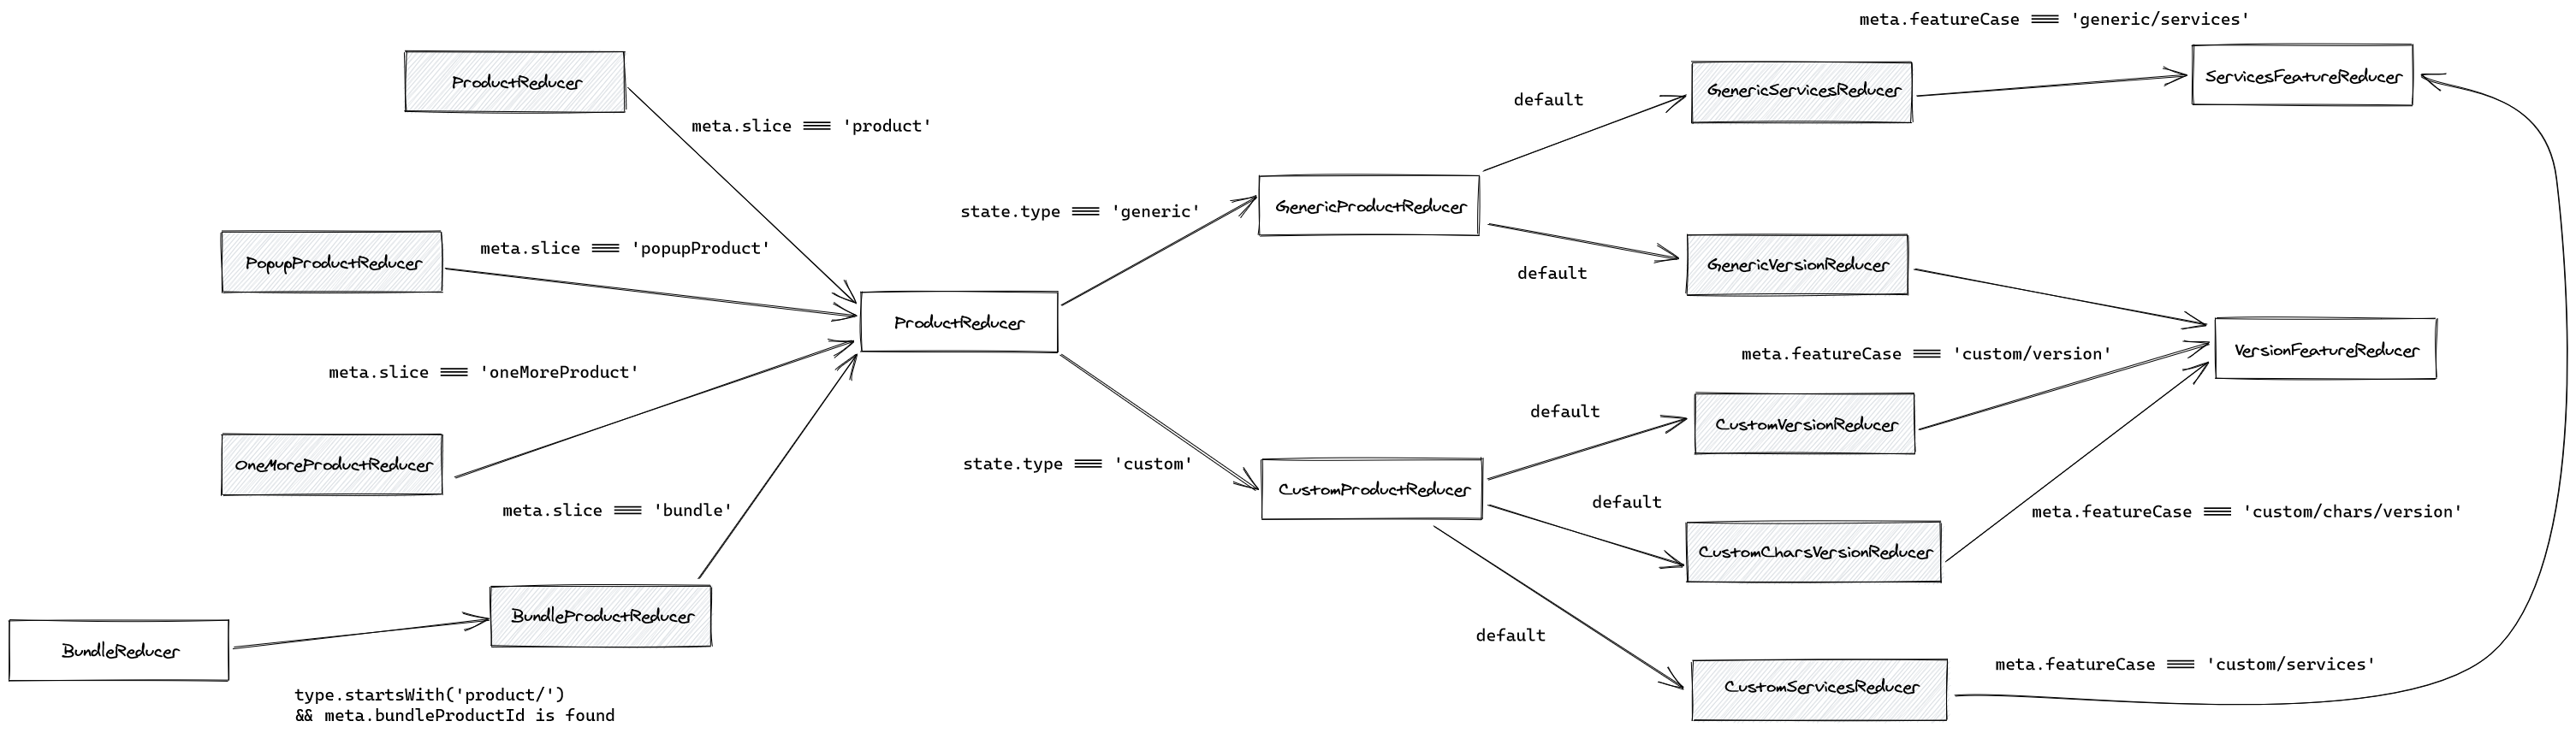 meta.featureCase === 'generic/services'
ProductReducer
ServicesFeatureReducer
GenericServicesReducer
default
meta.slice === 'product'
state.type === 'generic'
GenericProductReducer
meta.slice === 'popupProduct'
PopupProductReducer
default
GenericVersionReducer
ProductReducer
meta.featureCase === 'custom/version'
VersionFeatureReducer
meta.slice === 'oneMoreProduct'
default
CustomVersionReducer
OneMoreProductReducer
state.type === 'custom'
CustomProductReducer
default
meta.slice === 'bundle'
meta.featureCase === 'custom/chars/version'
CustomCharsVersionReducer
BundleProductReducer
default
BundleReducer
meta.featureCase === 'custom/services'
CustomServicesReducer
type.startsWith('product/')
&& meta.bundleProductId is found